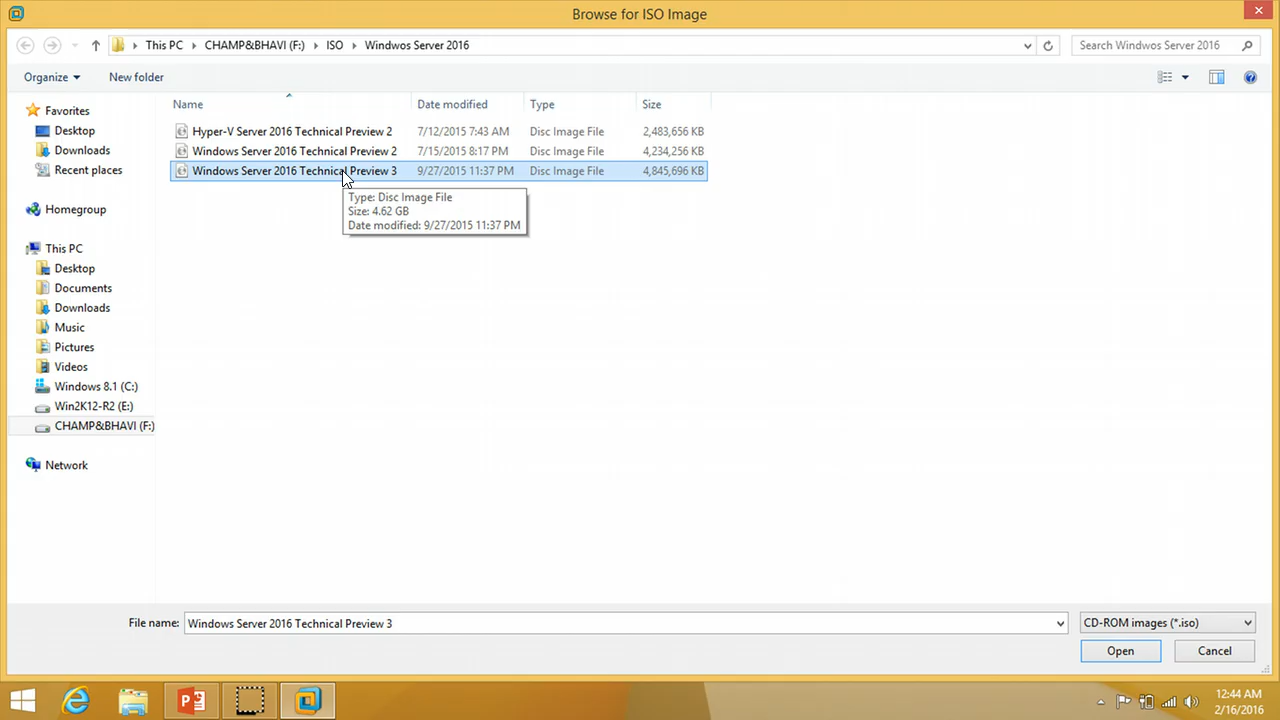 Browse for ISO Image
This PC CHAMP&BHAVI (F:) ISO Windwos Server 2016
Search Windwos Server 2016
Organize New folder
Name Date modified Type Size
Hyper-V Server 2016 Technical Preview 2 7/12/2015 7:43 AM Disc Image File 2,483,656 KB
Windows Server 2016 Technical Preview 2 7/15/2015 8:17 PM Disc Image File 4,234,256 KB
Windows Server 2016 Technical Preview 3 9/27/2015 11:37 PM Disc Image File 4,845,696 KB
Type: Disc Image File
Size: 4.62 GB
Date modified: 9/27/2015 11:37 PM
Favorites
Desktop
Downloads
Recent places
Homegroup
This PC
Desktop
Documents
Downloads
Music
Pictures
Videos
Windows 8.1 (C:)
Win2K12-R2 (E:)
CHAMP&BHAVI (F:)
Network
File name: Windows Server 2016 Technical Preview 3 CD-ROM images (*.iso)
Open Cancel
12:44 AM
2/16/2016